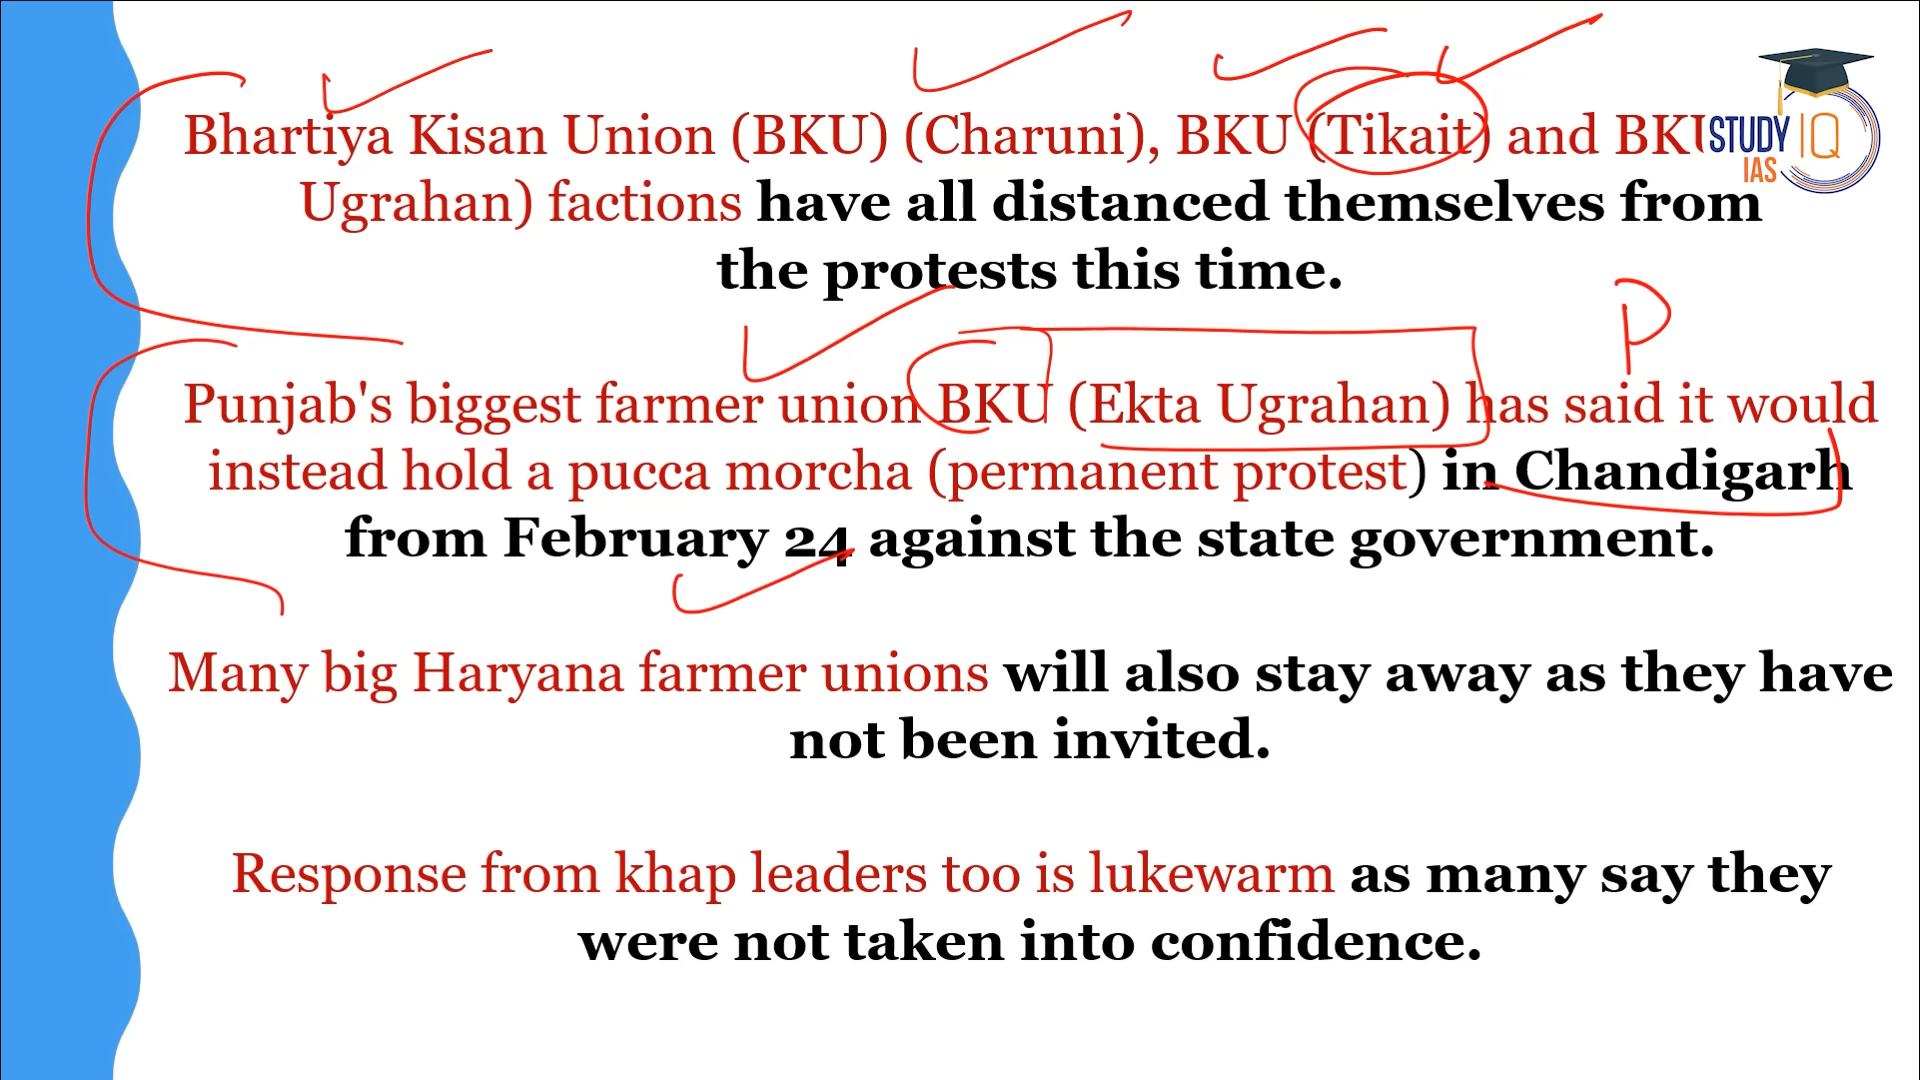 Bhartiya Kisan Union (BKU) (Charuni), BKU (Tikait) and
STUDY IQ
IAS
Ugrahan) factions have all distanced themselves from
the protests this time.
P
Punjab's biggest farmer union BKU (Ekta Ugrahan) has said it would
instead hold a pucca morcha (permanent protest) in Chandigarh
from February 24 against the state government.
Many big Haryana farmer unions will also stay away as they have
not been invited.
Response from khap leaders too is lukewarm as many say they
were not taken into confidence.